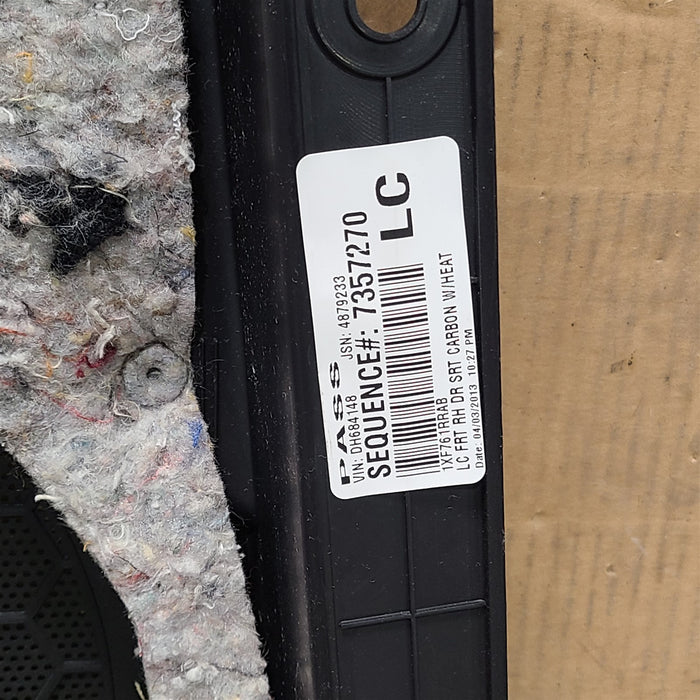 PASS
VIN: DH684148 JSN: 4879233
SEQUENCE#: 7357270
LC
1XF761RRAB
LC FRT RH DR SRT CARBON W/HEAT
Date: 04/03/2013 10:27 PM